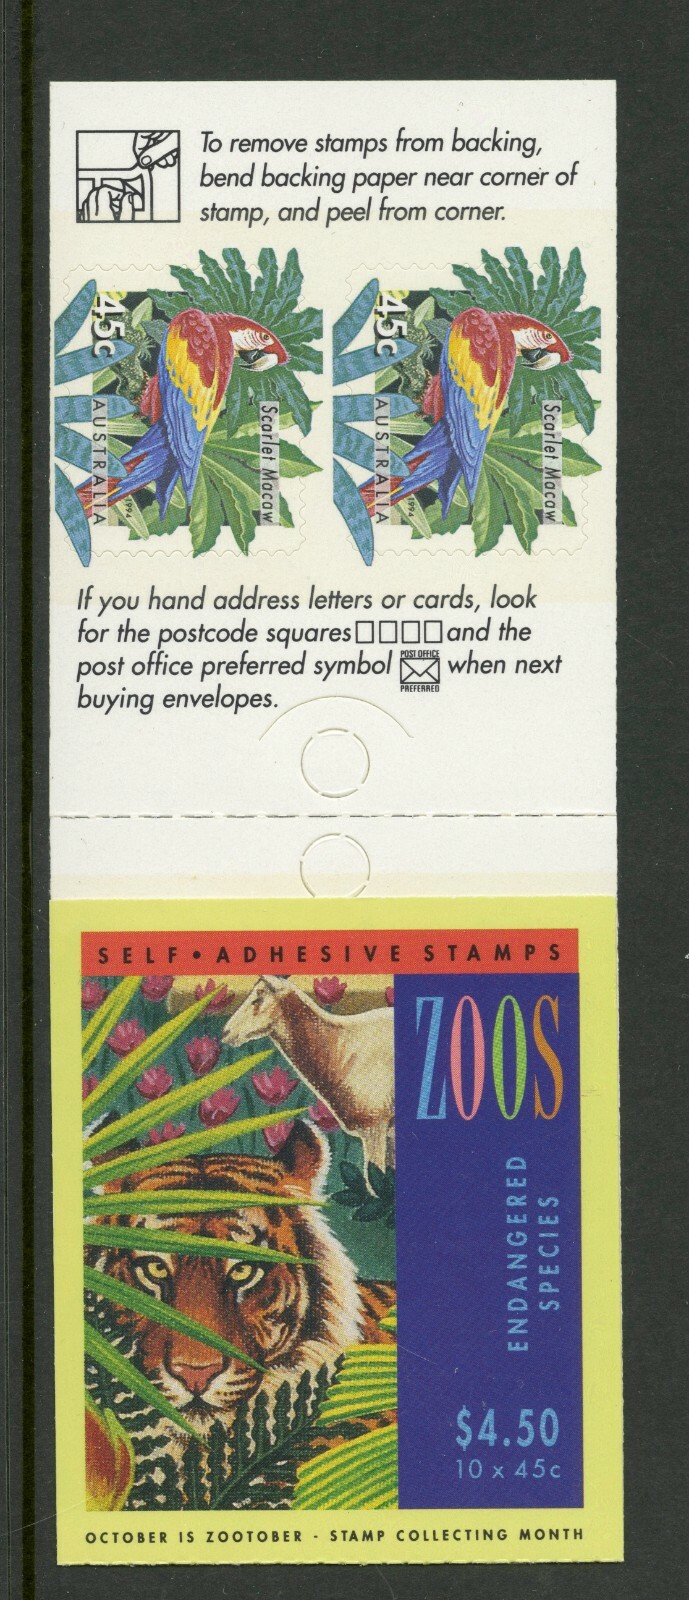 To remove stamps from backing,
bend backing paper near corner of
stamp, and peel from corner.
45c
AUSTRALIA
Scarlet Macaw
1994
45c
AUSTRALIA
Scarlet Macaw
1994
If you hand address letters or cards, look
for the postcode squares and the
post office preferred symbol POST OFFICE PREFERRED when next
buying envelopes.
SELF • ADHESIVE STAMPS
ZOOS
ENDANGERED
SPECIES
$4.50
10 x 45c
OCTOBER IS ZOOTOBER - STAMP COLLECTING MONTH